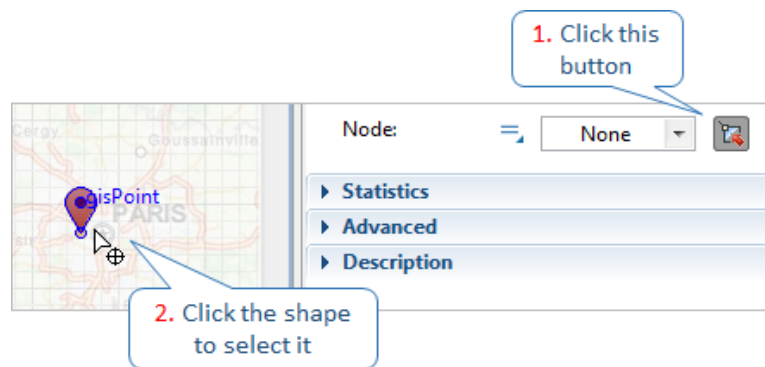 1. Click this
button
Node:
None
Cergy
Goussainville
gisPoint
PARIS
Statistics
Advanced
Description
2. Click the shape
to select it